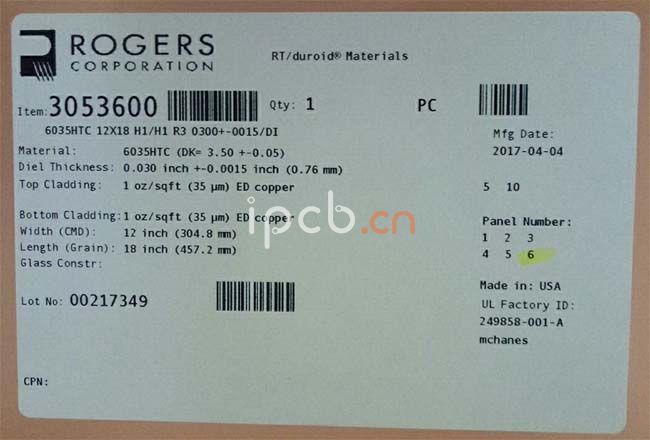 ROGERS
CORPORATION
RT/duroid® Materials
Item: 3053600 Qty: 1 PC
6035HTC 12X18 H1/H1 R3 0300+-0015/DI
Mfg Date:
2017-04-04
Material: 6035HTC (DK= 3.50 +-0.05)
Diel Thickness: 0.030 inch +-0.0015 inch (0.76 mm)
Top Cladding: 1 oz/sqft (35 µm) ED copper
5 10
Bottom Cladding: 1 oz/sqft (35 µm) ED copper
Width (CMD): 12 inch (304.8 mm)
Length (Grain): 18 inch (457.2 mm)
Glass Constr:
ipcb.cn
Panel Number:
1 2 3
4 5 6
Lot No: 00217349
Made in: USA
UL Factory ID:
249858-001-A
mchanes
CPN: